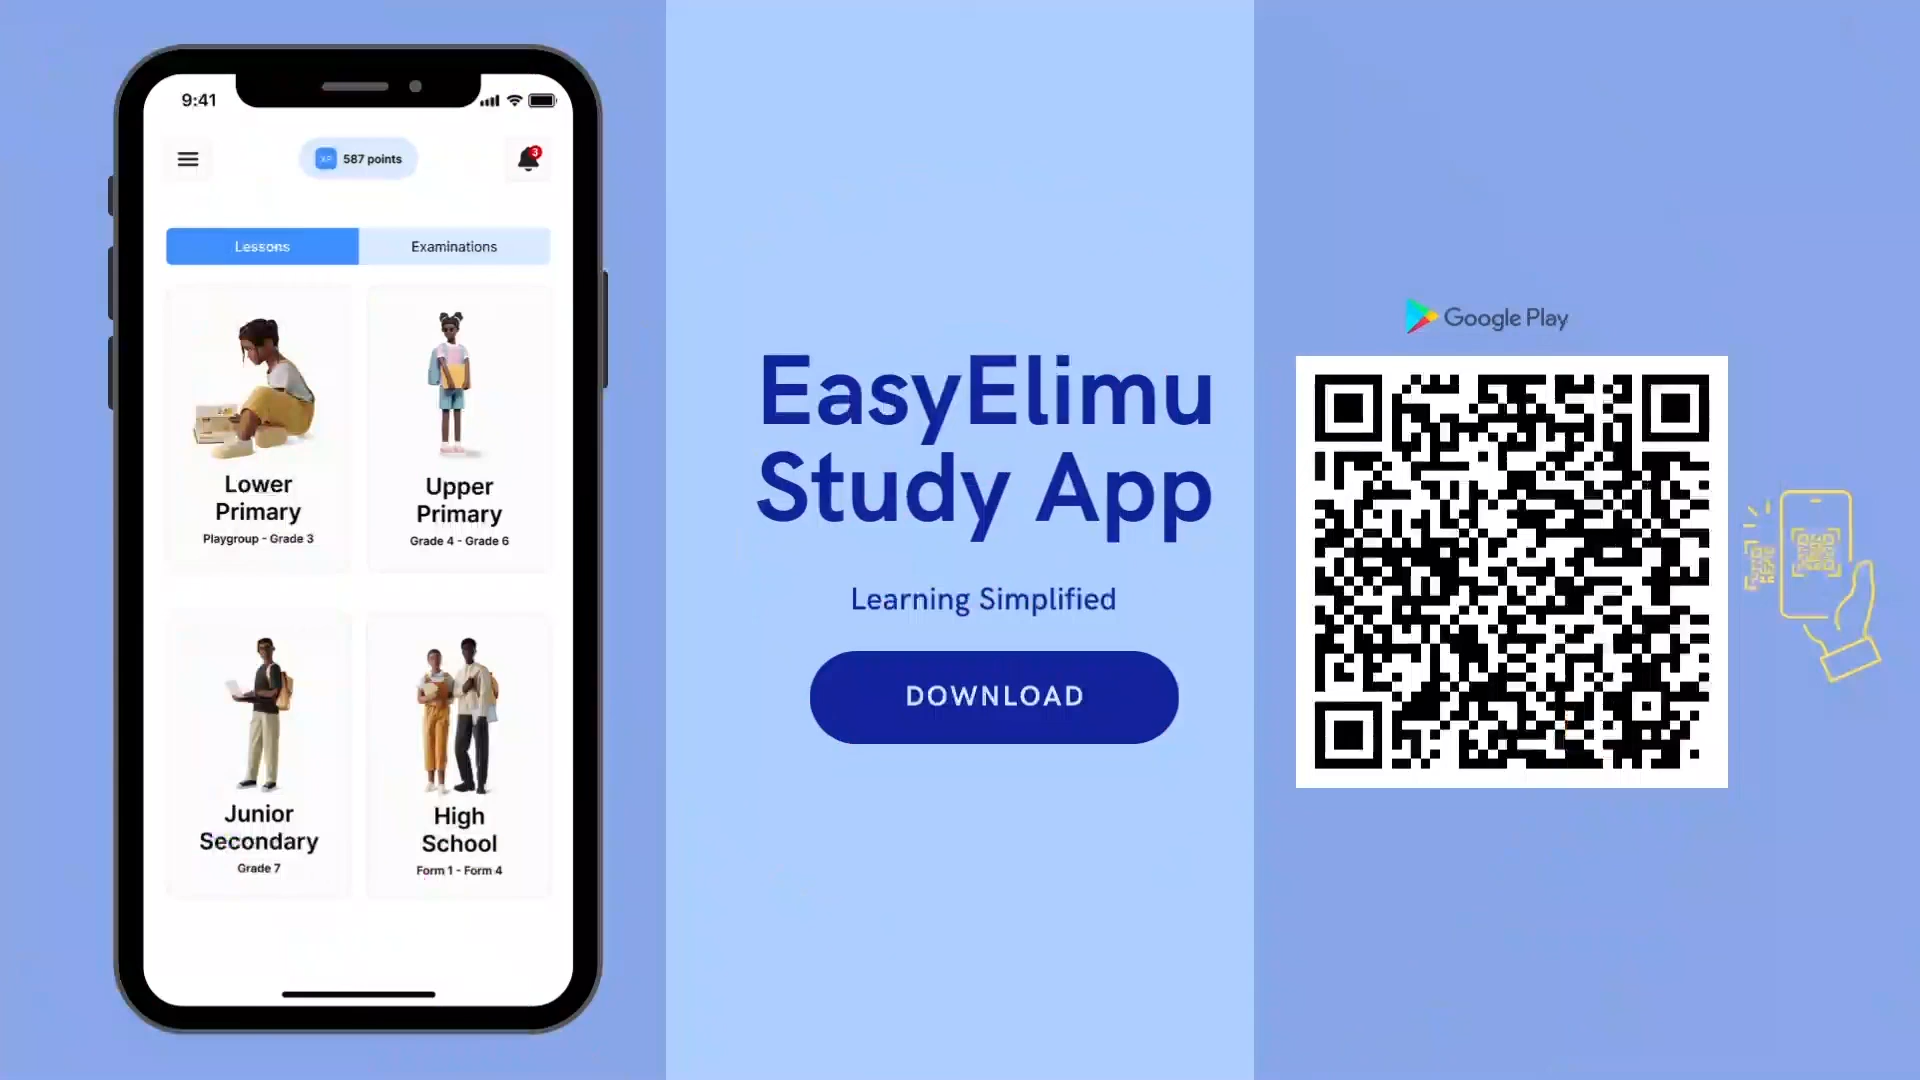 9:41
XP 587 points
3
Lessons
Examinations
Lower
Primary
Playgroup - Grade 3
Upper
Primary
Grade 4 - Grade 6
Junior
Secondary
Grade 7
High
School
Form 1 - Form 4
EasyElimu
Study App
Learning Simplified
DOWNLOAD
Google Play